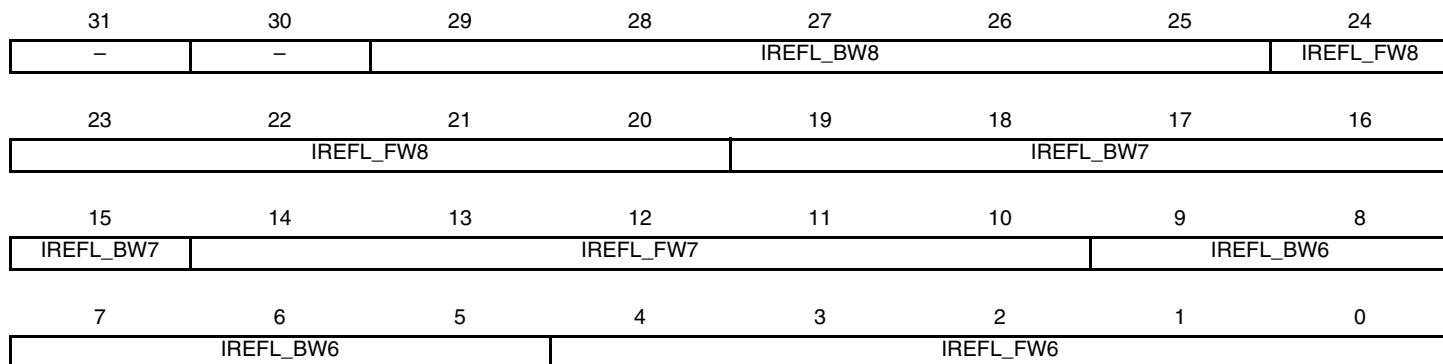 31 30 29 28 27 26 25 24
– – IREFL_BW8 IREFL_FW8
23 22 21 20 19 18 17 16
IREFL_FW8 IREFL_BW7
15 14 13 12 11 10 9 8
IREFL_BW7 IREFL_FW7 IREFL_BW6
7 6 5 4 3 2 1 0
IREFL_BW6 IREFL_FW6